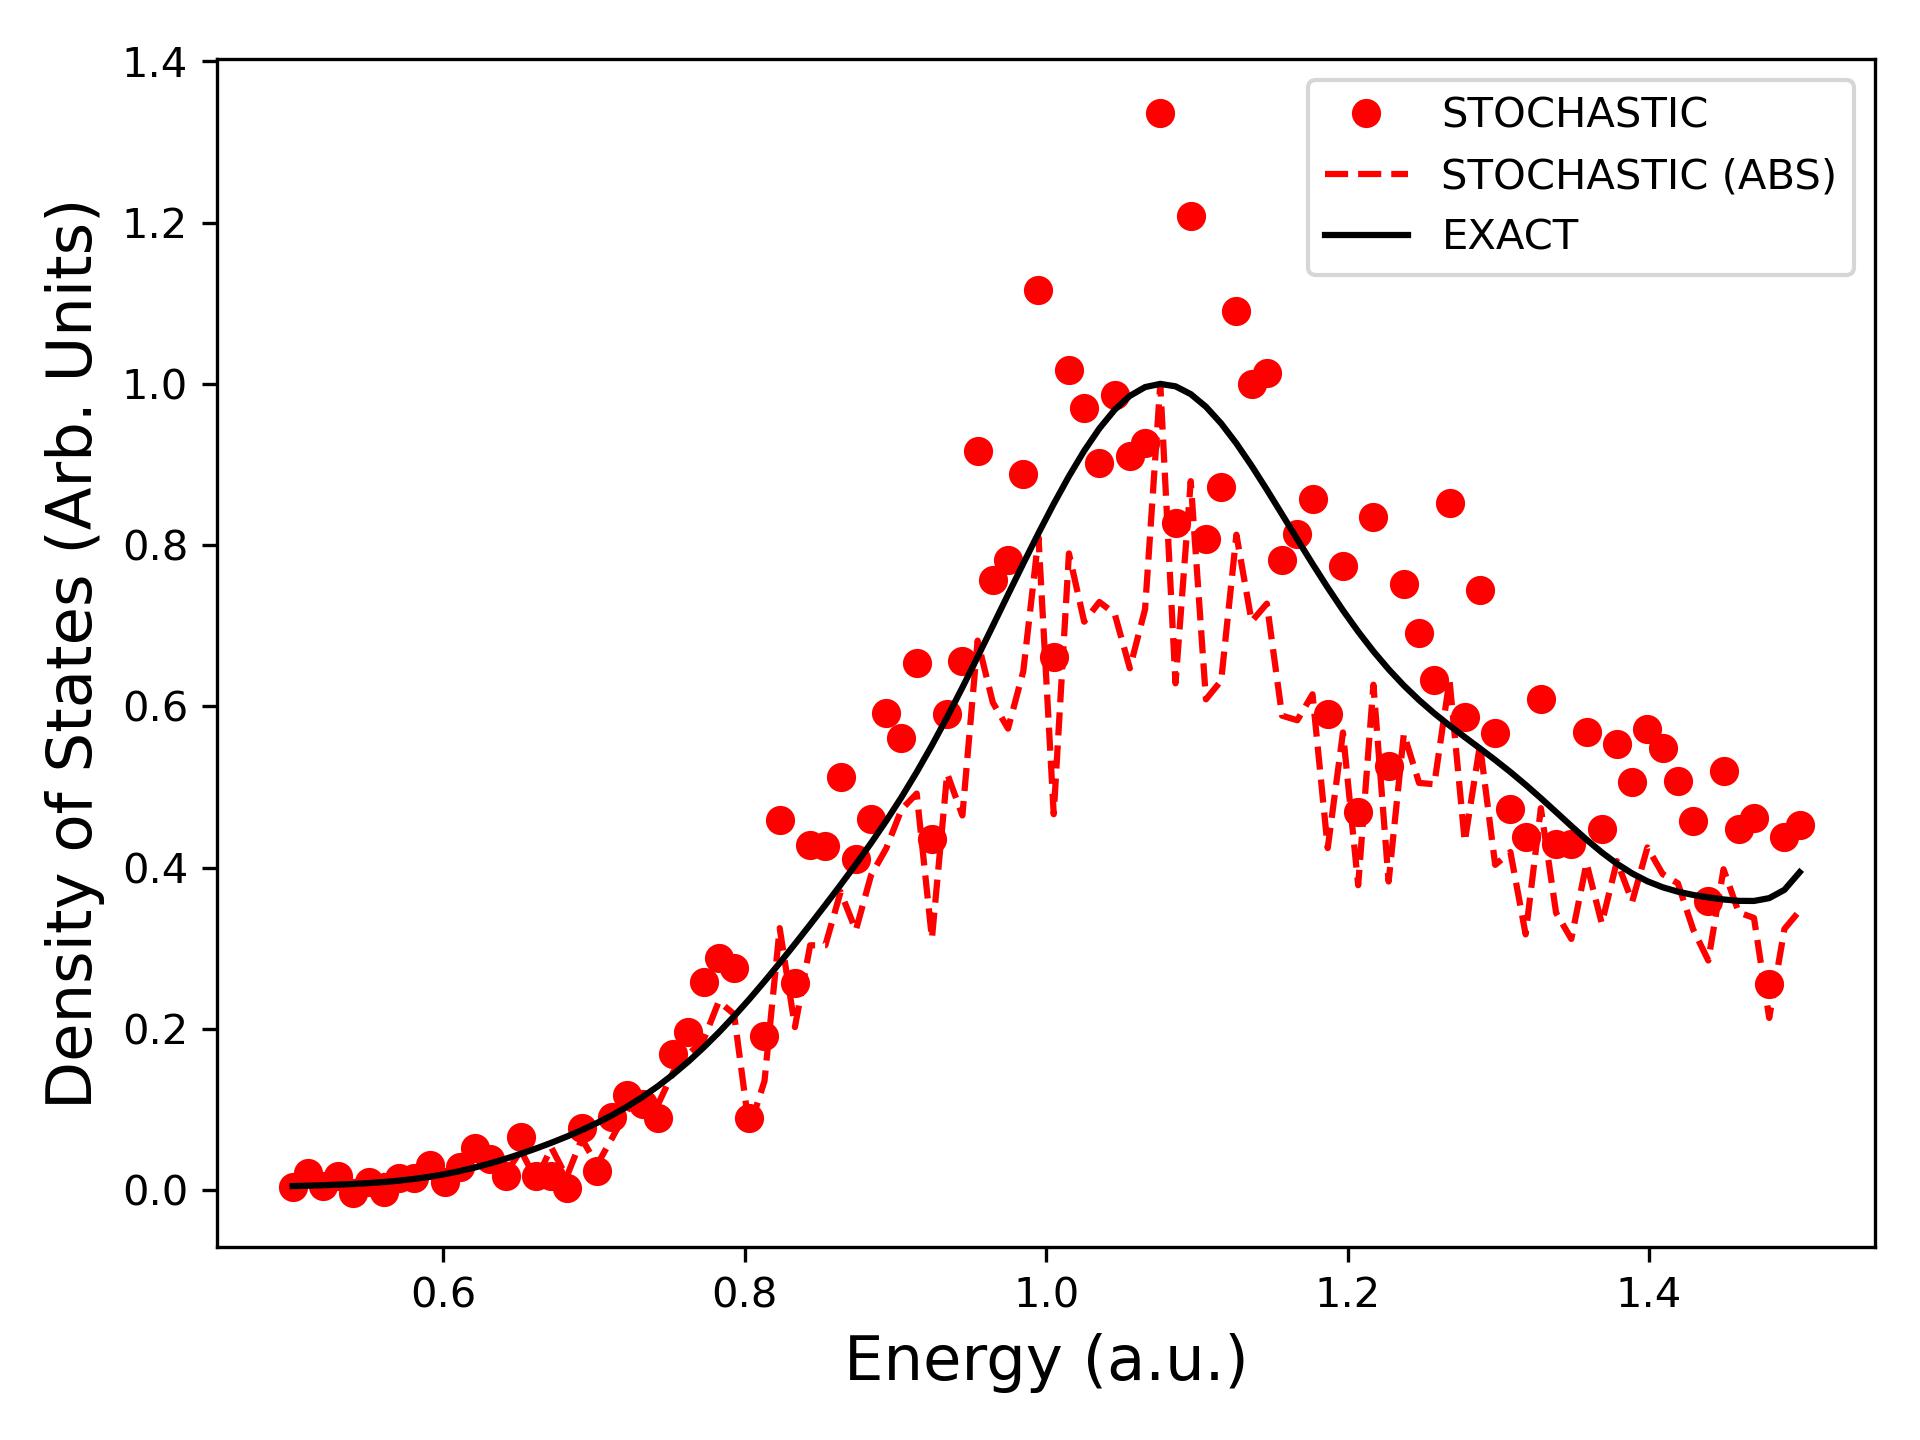 1.4
1.2
1.0
0.8
0.6
0.4
0.2
0.0
Density of States (Arb. Units)
STOCHASTIC
STOCHASTIC (ABS)
EXACT
0.6 0.8 1.0 1.2 1.4
Energy (a.u.)